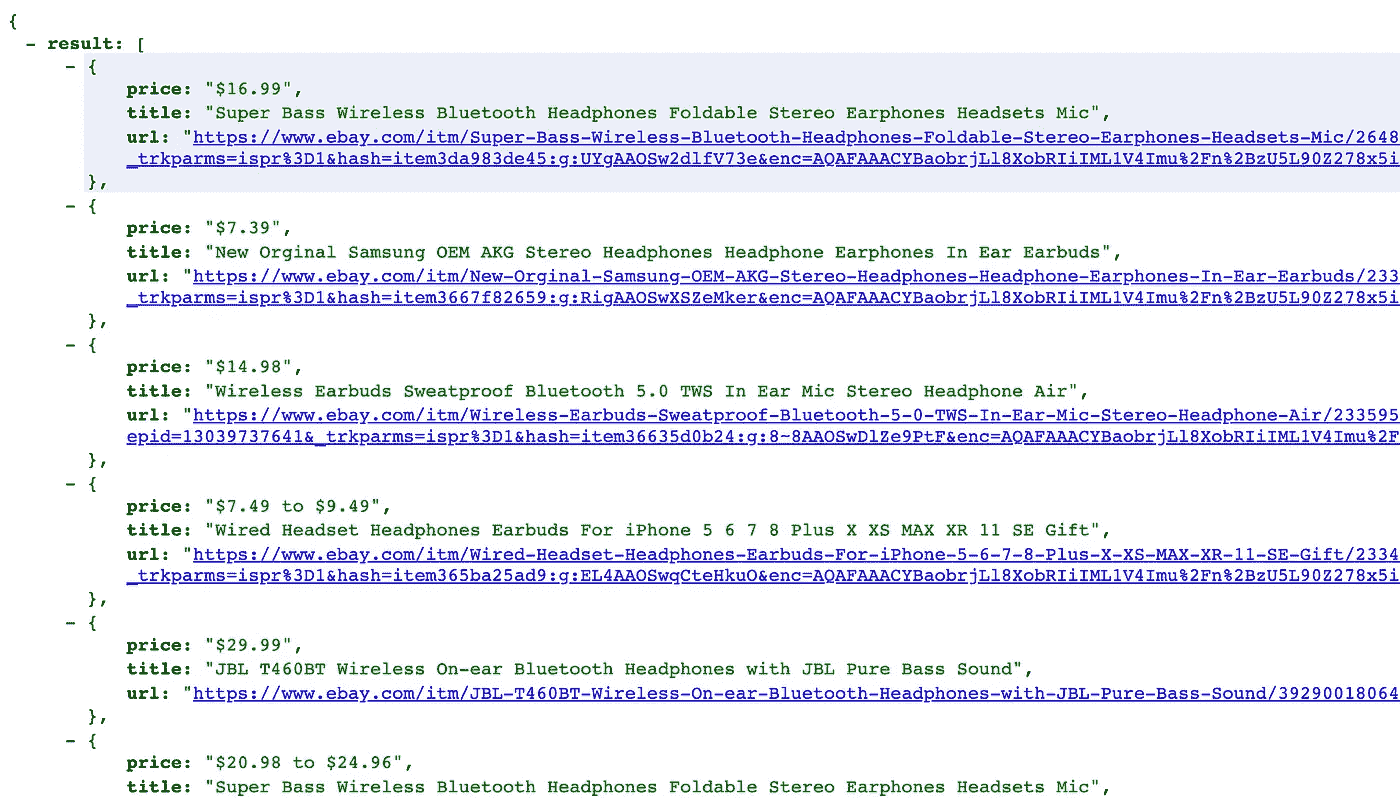 {
- result: [
- {
price: "$16.99",
title: "Super Bass Wireless Bluetooth Headphones Foldable Stereo Earphones Headsets Mic",
url: "https://www.ebay.com/itm/Super-Bass-Wireless-Bluetooth-Headphones-Foldable-Stereo-Earphones-Headsets-Mic/2648
_trkparms=ispr%3D1&hash=item3da983de45:g:UYgAAOSw2dlfV73e&enc=AQAFAAACYBaobrjLl8XobRIiIML1V4Imu%2Fn%2BzU5L90Z278x5i
},
- {
price: "$7.39",
title: "New Orginal Samsung OEM AKG Stereo Headphones Headphone Earphones In Ear Earbuds",
url: "https://www.ebay.com/itm/New-Orginal-Samsung-OEM-AKG-Stereo-Headphones-Headphone-Earphones-In-Ear-Earbuds/233
_trkparms=ispr%3D1&hash=item3667f82659:g:RigAAOSwXSZeMker&enc=AQAFAAACYBaobrjLl8XobRIiIML1V4Imu%2Fn%2BzU5L90Z278x5i
},
- {
price: "$14.98",
title: "Wireless Earbuds Sweatproof Bluetooth 5.0 TWS In Ear Mic Stereo Headphone Air",
url: "https://www.ebay.com/itm/Wireless-Earbuds-Sweatproof-Bluetooth-5-0-TWS-In-Ear-Mic-Stereo-Headphone-Air/233595
epid=13039737641&_trkparms=ispr%3D1&hash=item36635d0b24:g:8~8AAOSwDlZe9PtF&enc=AQAFAAACYBaobrjLl8XobRIiIML1V4Imu%2F
},
- {
price: "$7.49 to $9.49",
title: "Wired Headset Headphones Earbuds For iPhone 5 6 7 8 Plus X XS MAX XR 11 SE Gift",
url: "https://www.ebay.com/itm/Wired-Headset-Headphones-Earbuds-For-iPhone-5-6-7-8-Plus-X-XS-MAX-XR-11-SE-Gift/2334
_trkparms=ispr%3D1&hash=item365ba25ad9:g:EL4AAOSwqCteHkuO&enc=AQAFAAACYBaobrjLl8XobRIiIML1V4Imu%2Fn%2BzU5L90Z278x5i
},
- {
price: "$29.99",
title: "JBL T460BT Wireless On-ear Bluetooth Headphones with JBL Pure Bass Sound",
url: "https://www.ebay.com/itm/JBL-T460BT-Wireless-On-ear-Bluetooth-Headphones-with-JBL-Pure-Bass-Sound/39290018064
},
- {
price: "$20.98 to $24.96",
title: "Super Bass Wireless Bluetooth Headphones Foldable Stereo Earphones Headsets Mic",